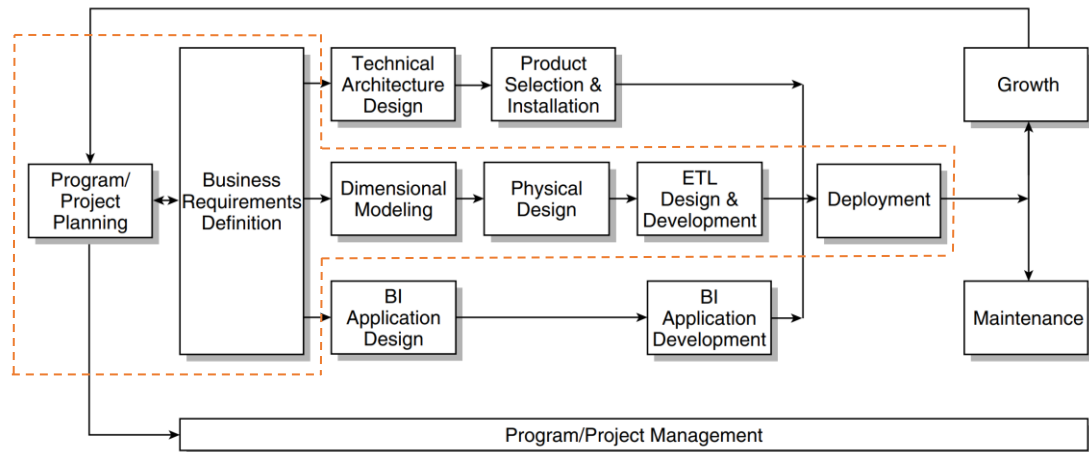 Technical
Architecture
Design
Product
Selection &
Installation
Growth
Program/
Project
Planning
Business
Requirements
Definition
Dimensional
Modeling
Physical
Design
ETL
Design &
Development
Deployment
BI
Application
Design
BI
Application
Development
Maintenance
Program/Project Management